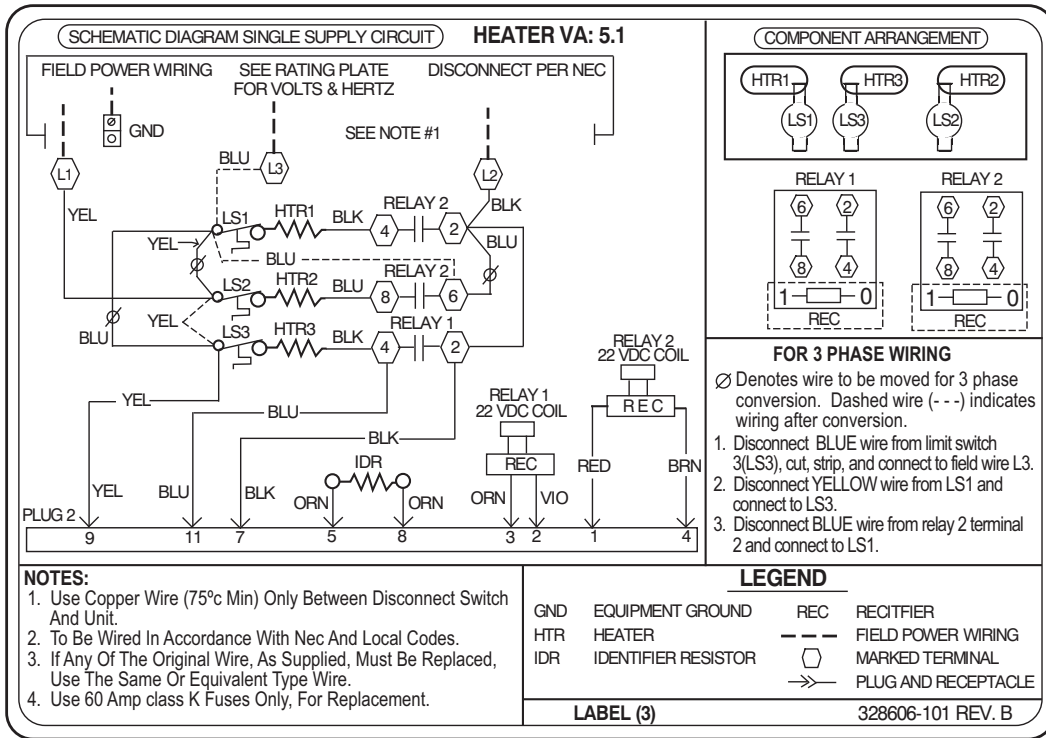 SCHEMATIC DIAGRAM SINGLE SUPPLY CIRCUIT
HEATER VA: 5.1
FIELD POWER WIRING
SEE RATING PLATE
FOR VOLTS & HERTZ
DISCONNECT PER NEC
GND
SEE NOTE #1
L1
BLU
L3
L2
YEL
LS1
HTR1
BLK
4
RELAY 2
2
BLK
YEL
BLU
BLU
LS2
HTR2
BLU
8
RELAY 2
6
YEL
BLU
LS3
HTR3
BLK
4
RELAY 1
2
RELAY 2
22 VDC COIL
REC
YEL
BLU
BLK
RELAY 1
22 VDC COIL
REC
IDR
YEL
BLU
BLK
ORN
ORN
ORN
VIO
RED
BRN
PLUG 2
9
11
7
5
8
3
2
1
4
COMPONENT ARRANGEMENT
HTR1
HTR3
HTR2
LS1
LS3
LS2
RELAY 1
RELAY 2
6
2
6
2
8
4
8
4
1
0
1
0
REC
REC
FOR 3 PHASE WIRING
Ø Denotes wire to be moved for 3 phase
conversion. Dashed wire (- - -) indicates
wiring after conversion.
1. Disconnect BLUE wire from limit switch
3(LS3), cut, strip, and connect to field wire L3.
2. Disconnect YELLOW wire from LS1 and
connect to LS3.
3. Disconnect BLUE wire from relay 2 terminal
2 and connect to LS1.
NOTES:
1. Use Copper Wire (75ºc Min) Only Between Disconnect Switch
And Unit.
2. To Be Wired In Accordance With Nec And Local Codes.
3. If Any Of The Original Wire, As Supplied, Must Be Replaced,
Use The Same Or Equivalent Type Wire.
4. Use 60 Amp class K Fuses Only, For Replacement.
LEGEND
GND EQUIPMENT GROUND
HTR HEATER
IDR IDENTIFIER RESISTOR
REC RECITFIER
FIELD POWER WIRING
MARKED TERMINAL
PLUG AND RECEPTACLE
LABEL (3)
328606-101 REV. B